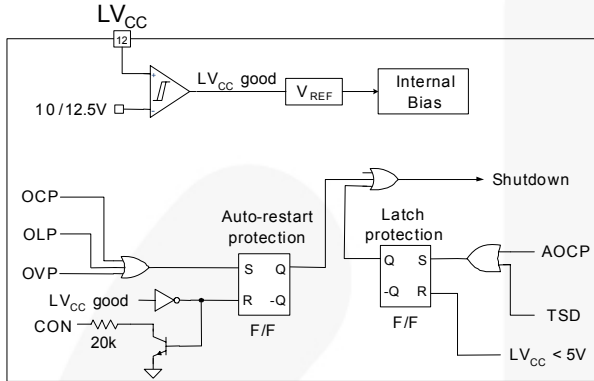 LVCC
12
LVCC good
10/12.5V
VREF
Internal
Bias
Shutdown
OCP
OLP
OVP
Auto-restart
protection
S Q
R -Q
F/F
Latch
protection
Q S
-Q R
F/F
AOCP
TSD
LVCC good
CON
20k
LVCC < 5V